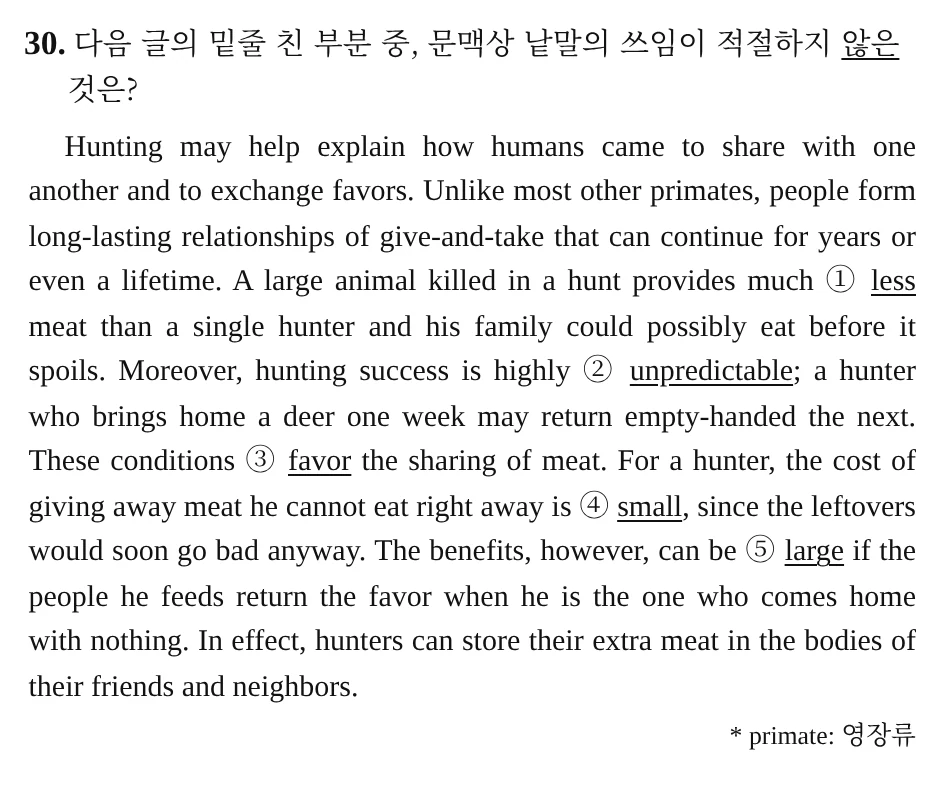 30. 다음 글의 밑줄 친 부분 중, 문맥상 낱말의 쓰임이 적절하지 않은
것은?
Hunting may help explain how humans came to share with one
another and to exchange favors. Unlike most other primates, people form
long-lasting relationships of give-and-take that can continue for years or
even a lifetime. A large animal killed in a hunt provides much ① less
meat than a single hunter and his family could possibly eat before it
spoils. Moreover, hunting success is highly ② unpredictable; a hunter
who brings home a deer one week may return empty-handed the next.
These conditions ③ favor the sharing of meat. For a hunter, the cost of
giving away meat he cannot eat right away is ④ small, since the leftovers
would soon go bad anyway. The benefits, however, can be ⑤ large if the
people he feeds return the favor when he is the one who comes home
with nothing. In effect, hunters can store their extra meat in the bodies of
their friends and neighbors.
* primate: 영장류